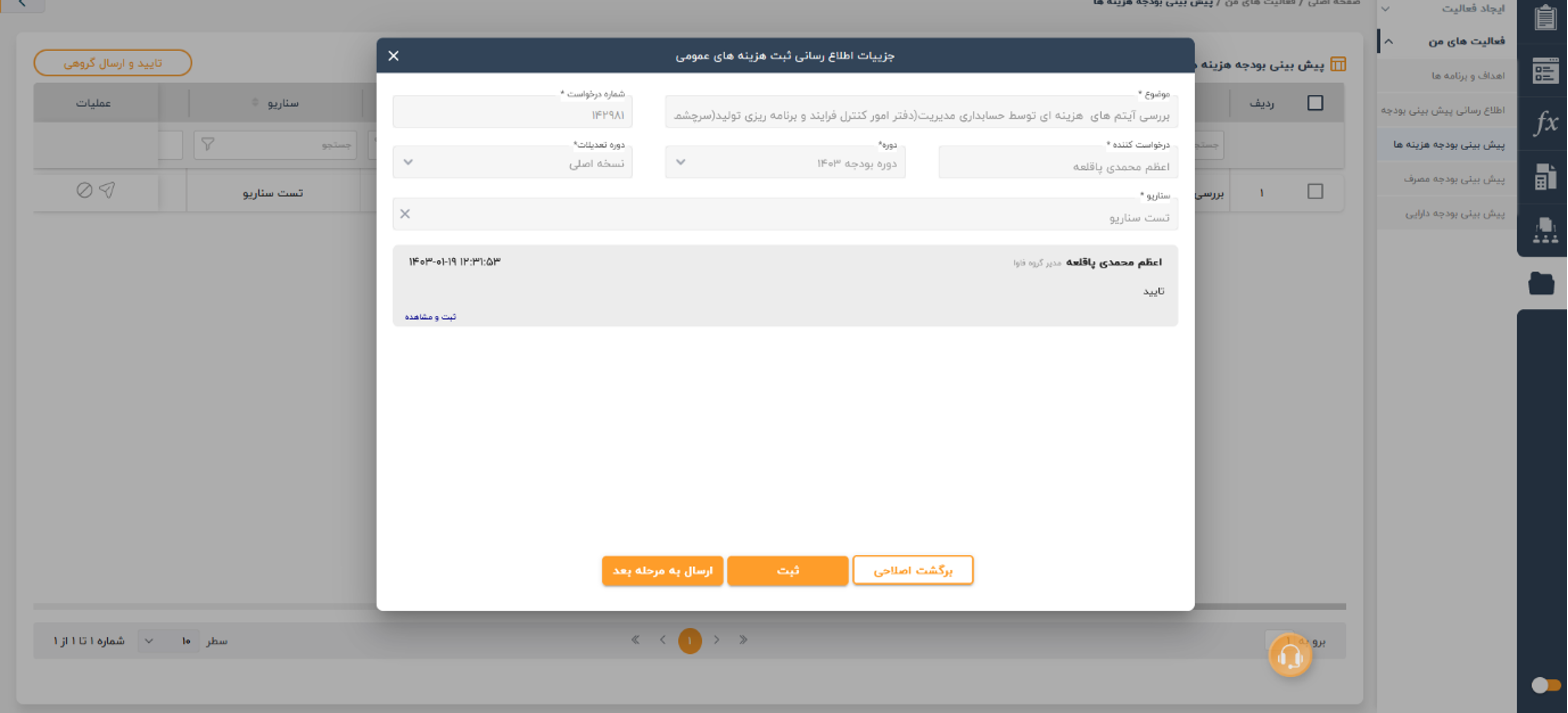 صفحه اصلی / فعالیت های من / پیش بینی بودجه هزینه ها
ایجاد فعالیت
فعالیت های من
اهداف و برنامه ها
اطلاع رسانی پیش بینی بودجه
پیش بینی بودجه هزینه ها
پیش بینی بودجه مصرف
پیش بینی بودجه دارایی
fx
پیش بینی بودجه هزینه
تایید و ارسال گروهی
ردیف
سناریو
عملیات
جستجو
۱
بررسی
تست سناریو
جزییات اطلاع رسانی ثبت هزینه های عمومی
موضوع *
بررسی آیتم های هزینه ای توسط حسابداری مدیریت(دفتر امور کنترل فرایند و برنامه ریزی تولید(سرچشم
شماره درخواست *
۱۴۲۹۸۱
درخواست کننده *
اعظم محمدی پاقلعه
دوره*
دوره بودجه ۱۴۰۳
دوره تعدیلات*
نسخه اصلی
سناریو *
تست سناریو
اعظم محمدی پاقلعه مدیر گروه فاوا
۱۴۰۳-۰۱-۱۹ ۱۲:۳۱:۵۳
تایید
ثبت و مشاهده
برگشت اصلاحی
ثبت
ارسال به مرحله بعد
برو به ۱
۱
سطر ۱۰
شماره ۱ تا ۱ از ۱